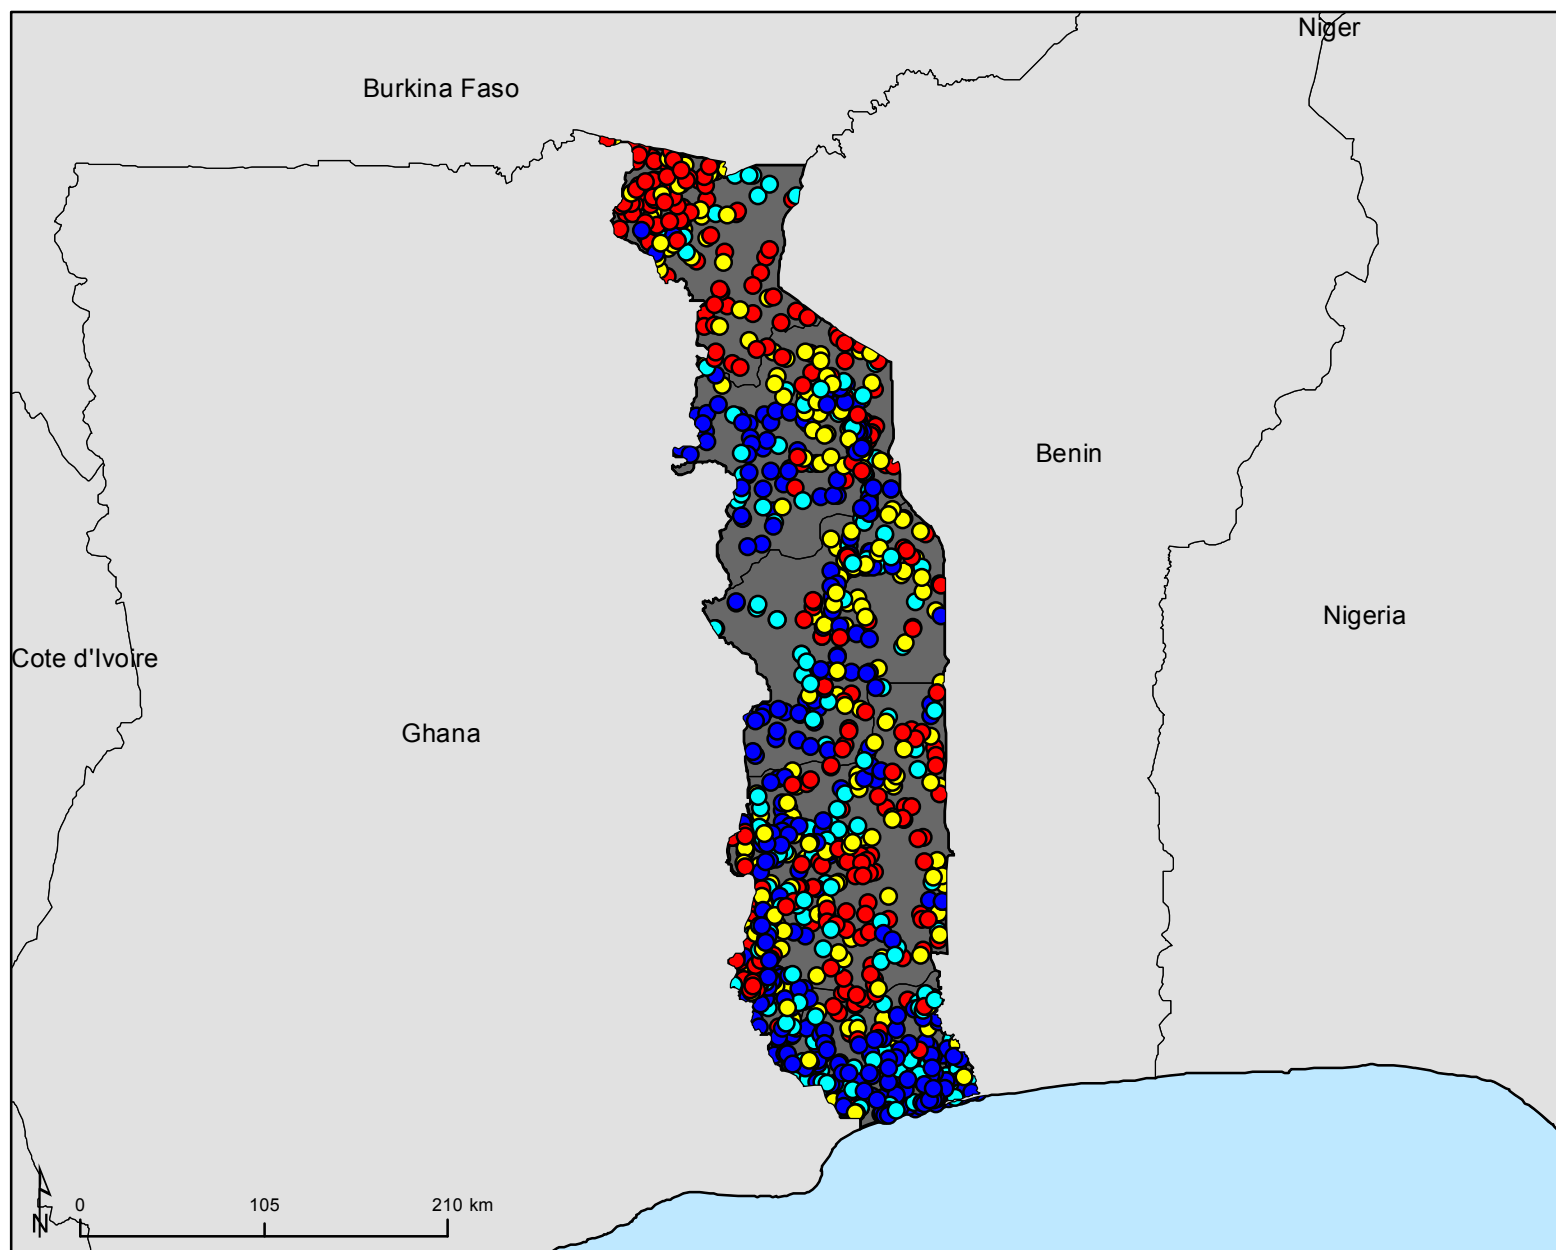 Niger
Burkina Faso
Benin
Nigeria
Cote d'Ivoire
Ghana
0 105 210 km
N